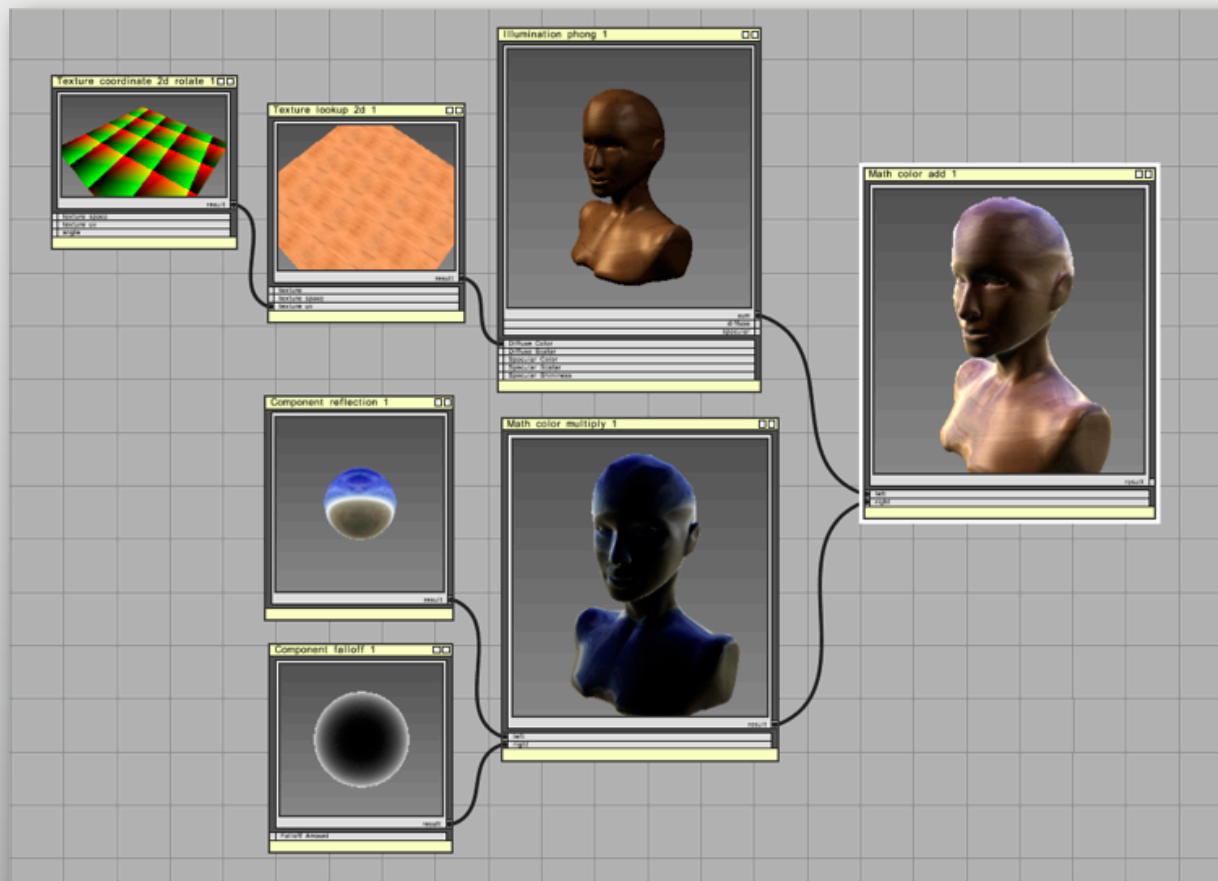 Texture coordinate 2d rotate 1
result
texture space
texture uv
angle
Texture lookup 2d 1
result
texture
texture space
texture uv
Illumination phong 1
sum
diffuse
specular
Diffuse Color
Diffuse Scalar
Specular Color
Specular Scalar
Specular Shininess
Component reflection 1
result
Component falloff 1
result
Falloff Amount
Math color multiply 1
result
left
right
Math color add 1
result
left
right